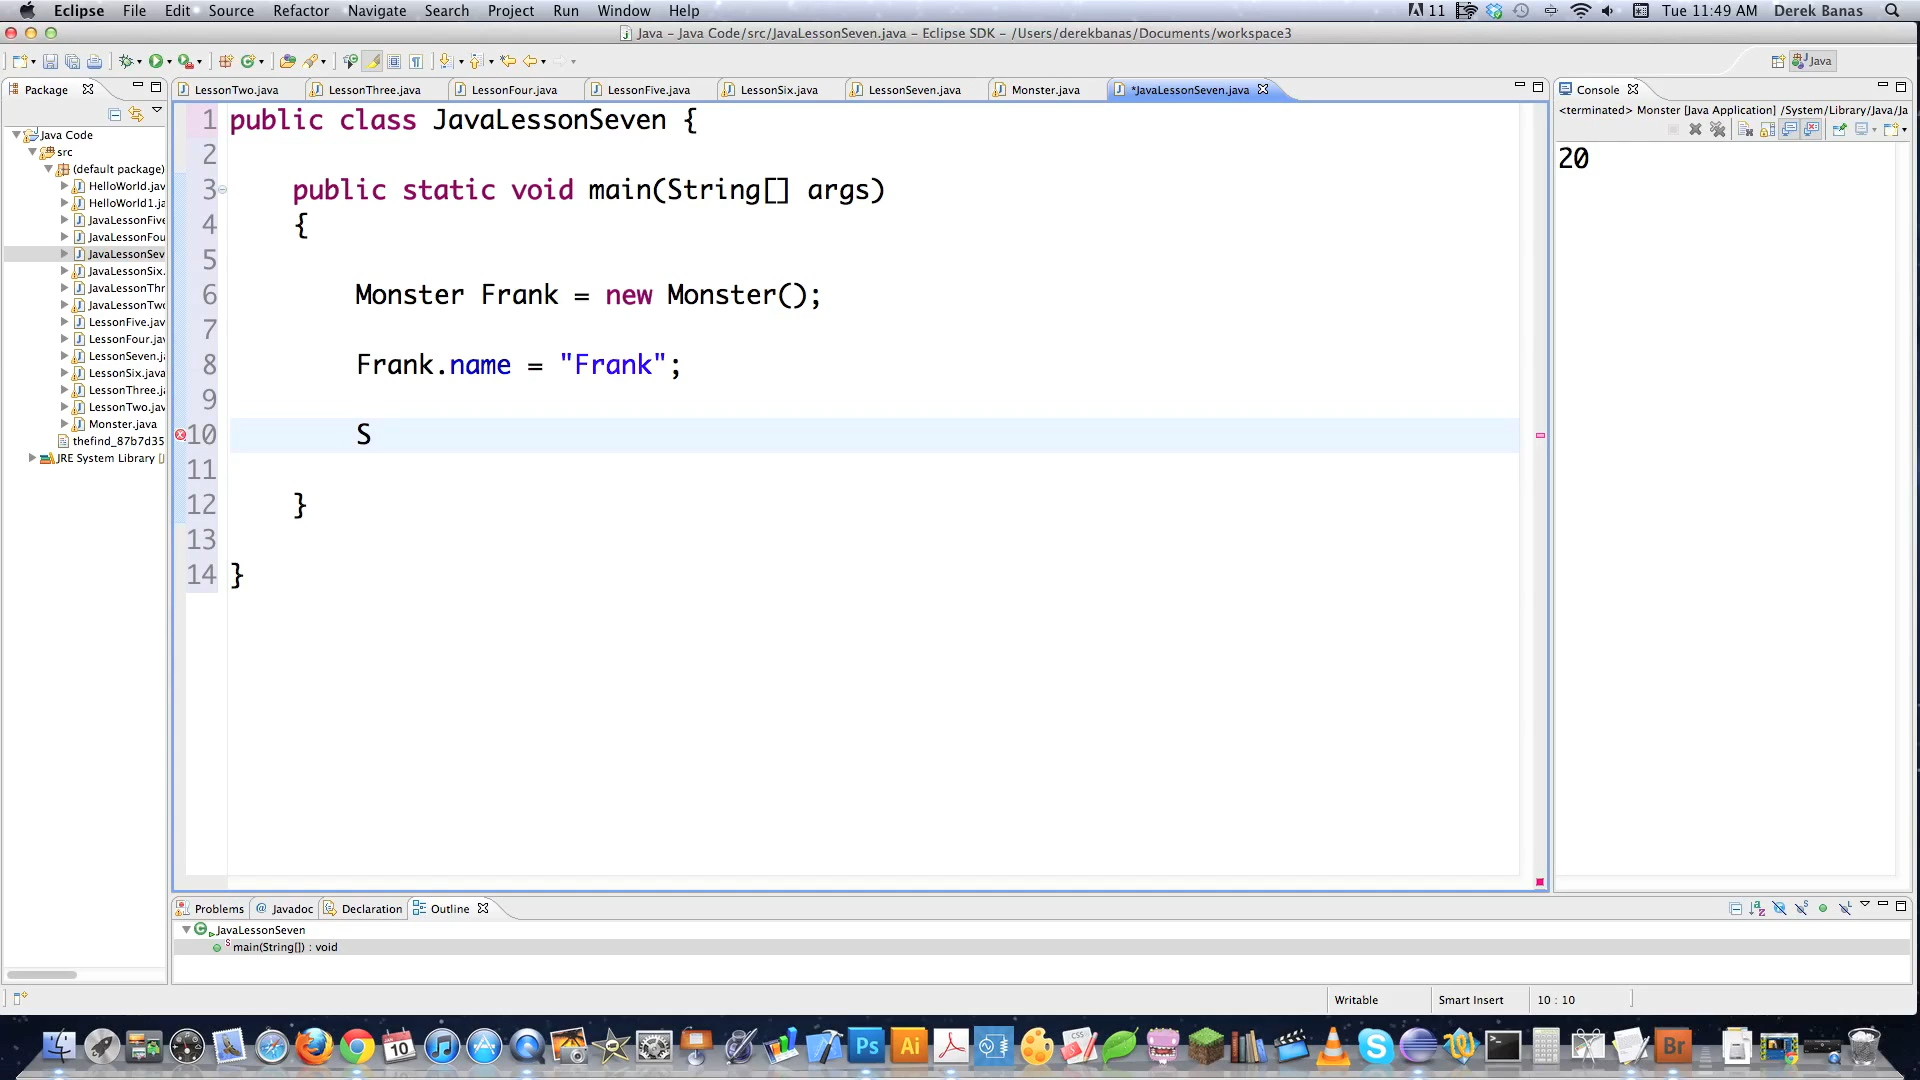 Eclipse File Edit Source Refactor Navigate Search Project Run Window Help 11 Tue 11:49 AM Derek Banas
Java – Java Code/src/JavaLessonSeven.java – Eclipse SDK – /Users/derekbanas/Documents/workspace3
Java
Package
LessonTwo.java LessonThree.java LessonFour.java LessonFive.java LessonSix.java LessonSeven.java Monster.java *JavaLessonSeven.java
Console
<terminated> Monster [Java Application] /System/Library/Java/Ja
20
Java Code
src
(default package)
HelloWorld.jav
HelloWorld1.ja
JavaLessonFive
JavaLessonFou
JavaLessonSev
JavaLessonSix.
JavaLessonThr
JavaLessonTwo
LessonFive.jav
LessonFour.jav
LessonSeven.j
LessonSix.java
LessonThree.j
LessonTwo.jav
Monster.java
thefind_87b7d35
JRE System Library [J
1 public class JavaLessonSeven {
2
3 public static void main(String[] args)
4 {
5
6 Monster Frank = new Monster();
7
8 Frank.name = "Frank";
9
10 S
11
12 }
13
14 }
Problems @ Javadoc Declaration Outline
JavaLessonSeven
main(String[]) : void
Writable Smart Insert 10 : 10
10 Ps Ai Br